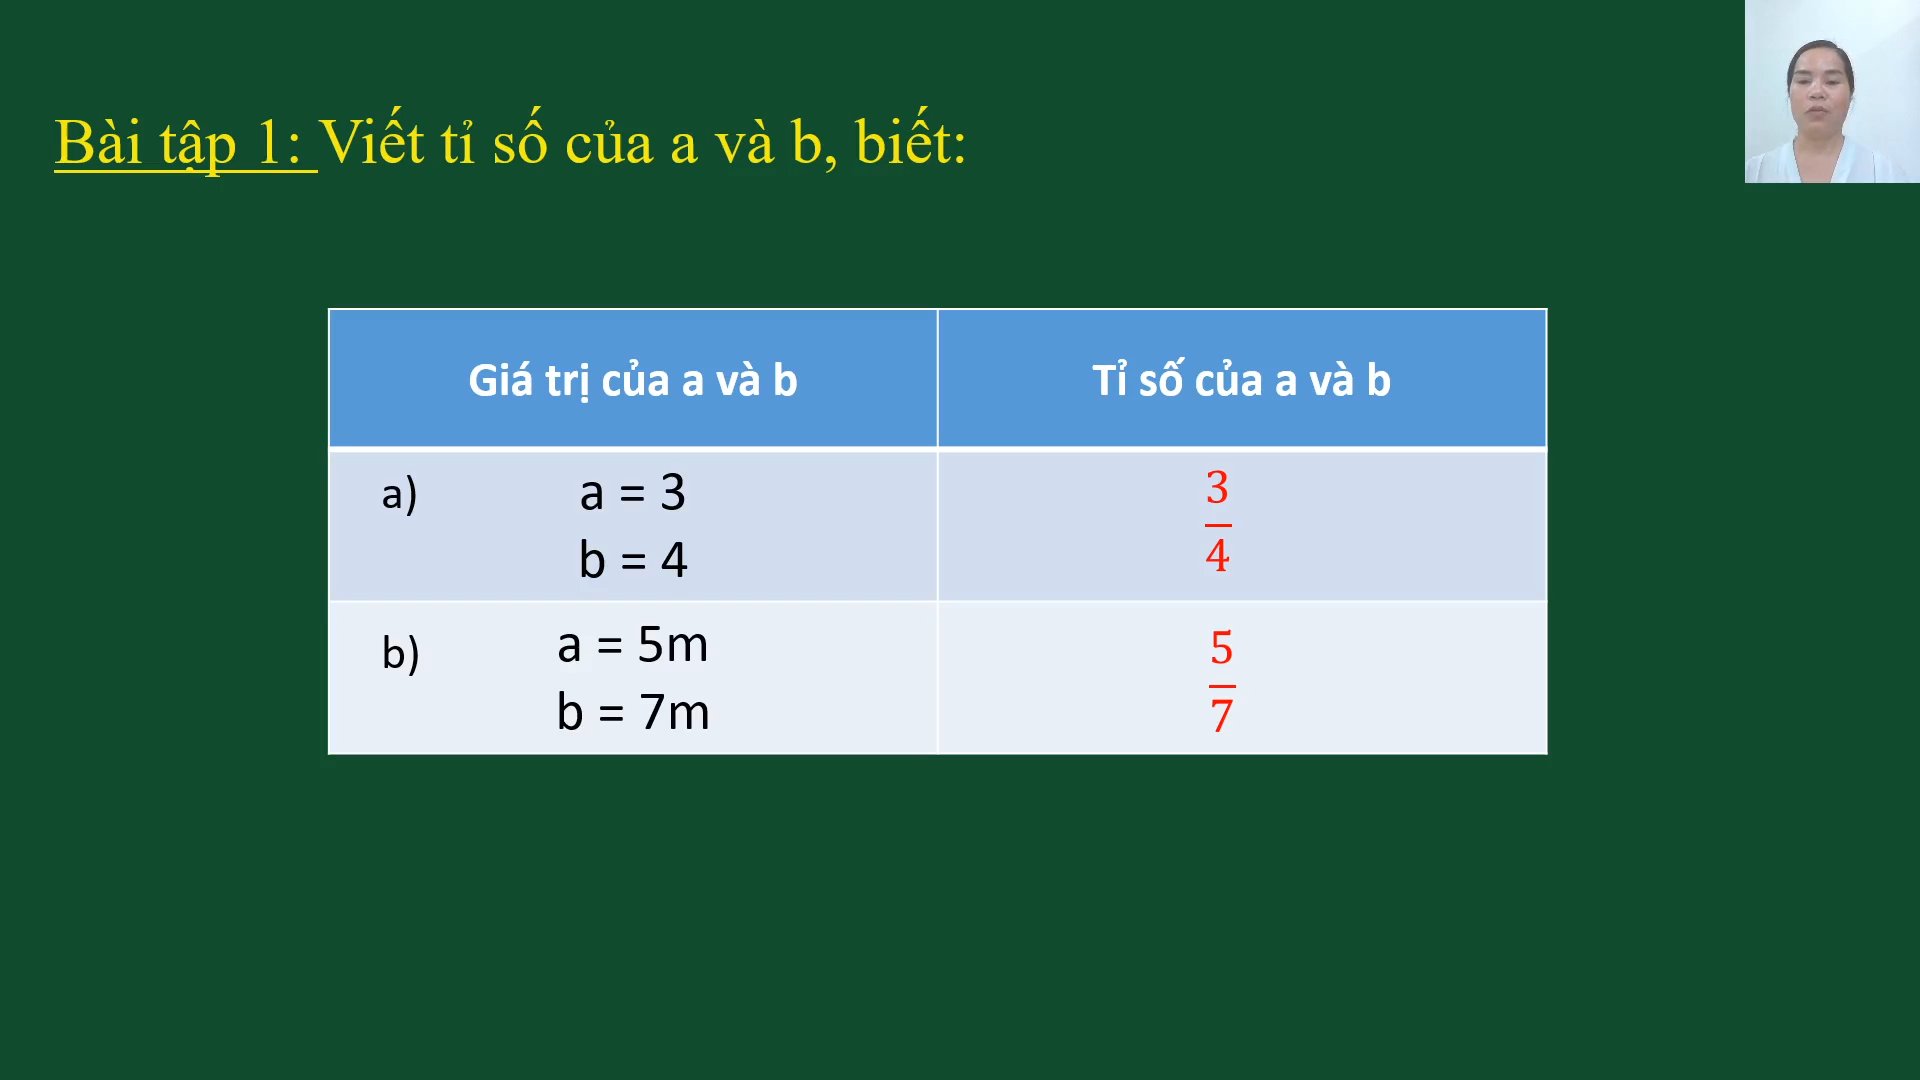 Bài tập 1: Viết tỉ số của a và b, biết:
Giá trị của a và b
Tỉ số của a và b
a)
a = 3
b = 4
3
4
b)
a = 5m
b = 7m
5
7